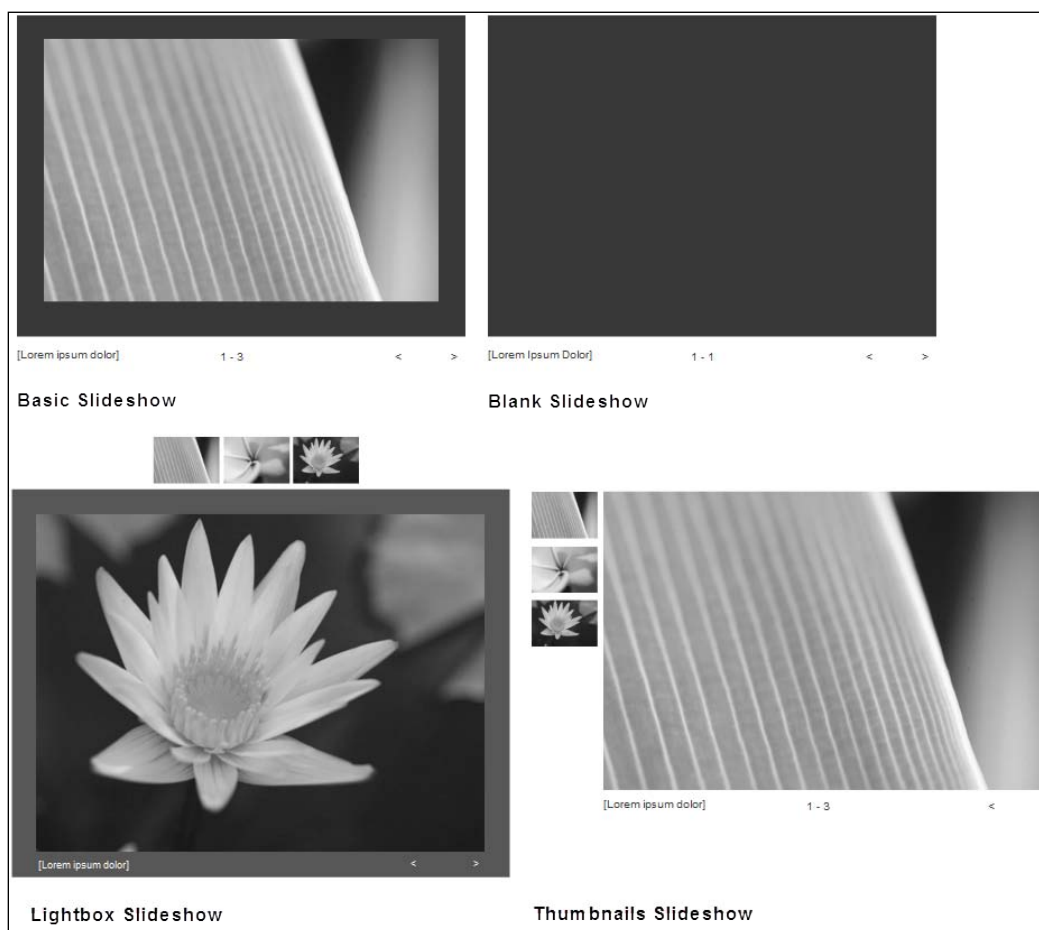 [Lorem ipsum dolor] 1 - 3 < >
[Lorem Ipsum Dolor] 1 - 1 < >
Basic Slideshow
Blank Slideshow
[Lorem ipsum dolor] < >
Lightbox Slideshow
[Lorem ipsum dolor] 1 - 3 <
Thumbnails Slideshow